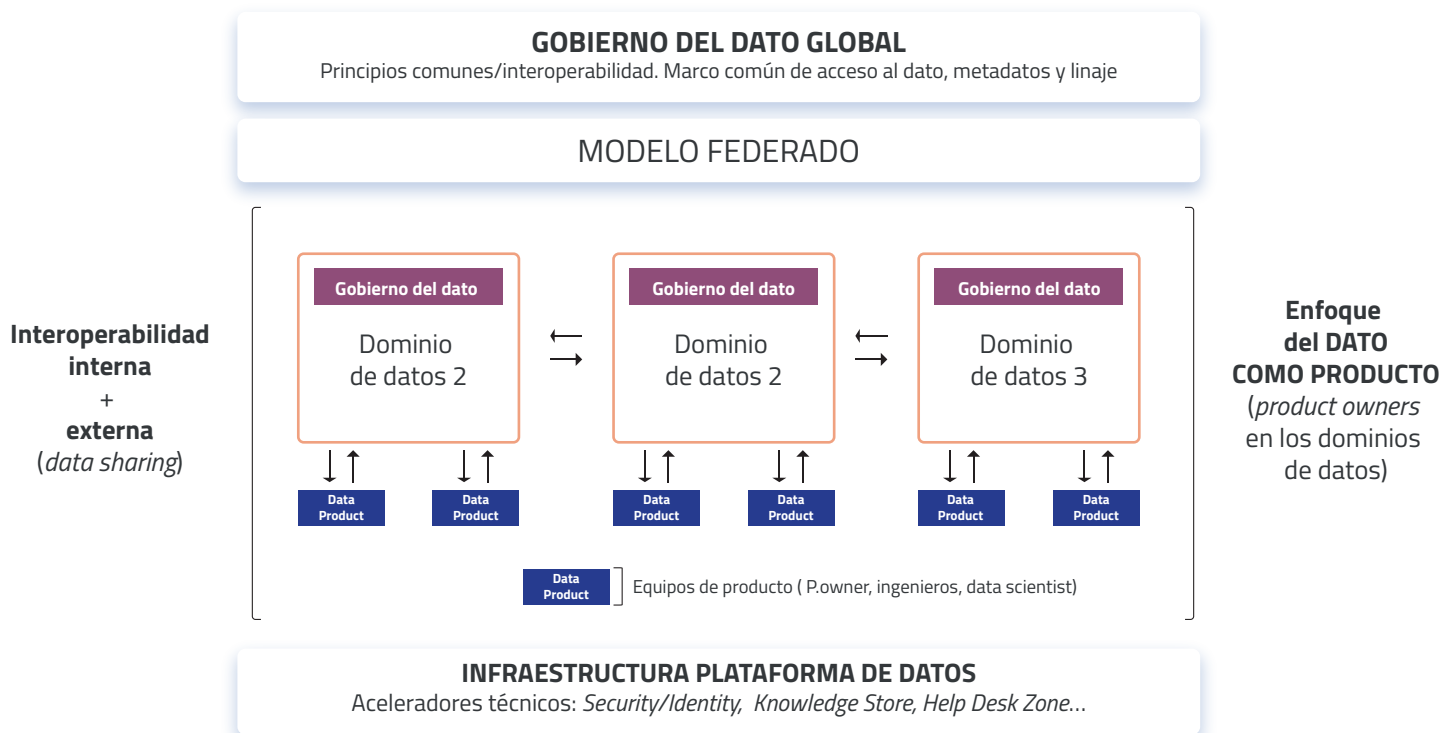 GOBIERNO DEL DATO GLOBAL
Principios comunes/interoperabilidad. Marco común de acceso al dato, metadatos y linaje
MODELO FEDERADO
Interoperabilidad
interna
+
externa
(data sharing)
Gobierno del dato
Dominio
de datos 2
Gobierno del dato
Dominio
de datos 2
Gobierno del dato
Dominio
de datos 3
Data
Product
Data
Product
Data
Product
Data
Product
Data
Product
Data
Product
Data
Product
Equipos de producto ( P.owner, ingenieros, data scientist)
Enfoque
del DATO
COMO PRODUCTO
(product owners
en los dominios
de datos)
INFRAESTRUCTURA PLATAFORMA DE DATOS
Aceleradores técnicos: Security/Identity, Knowledge Store, Help Desk Zone...